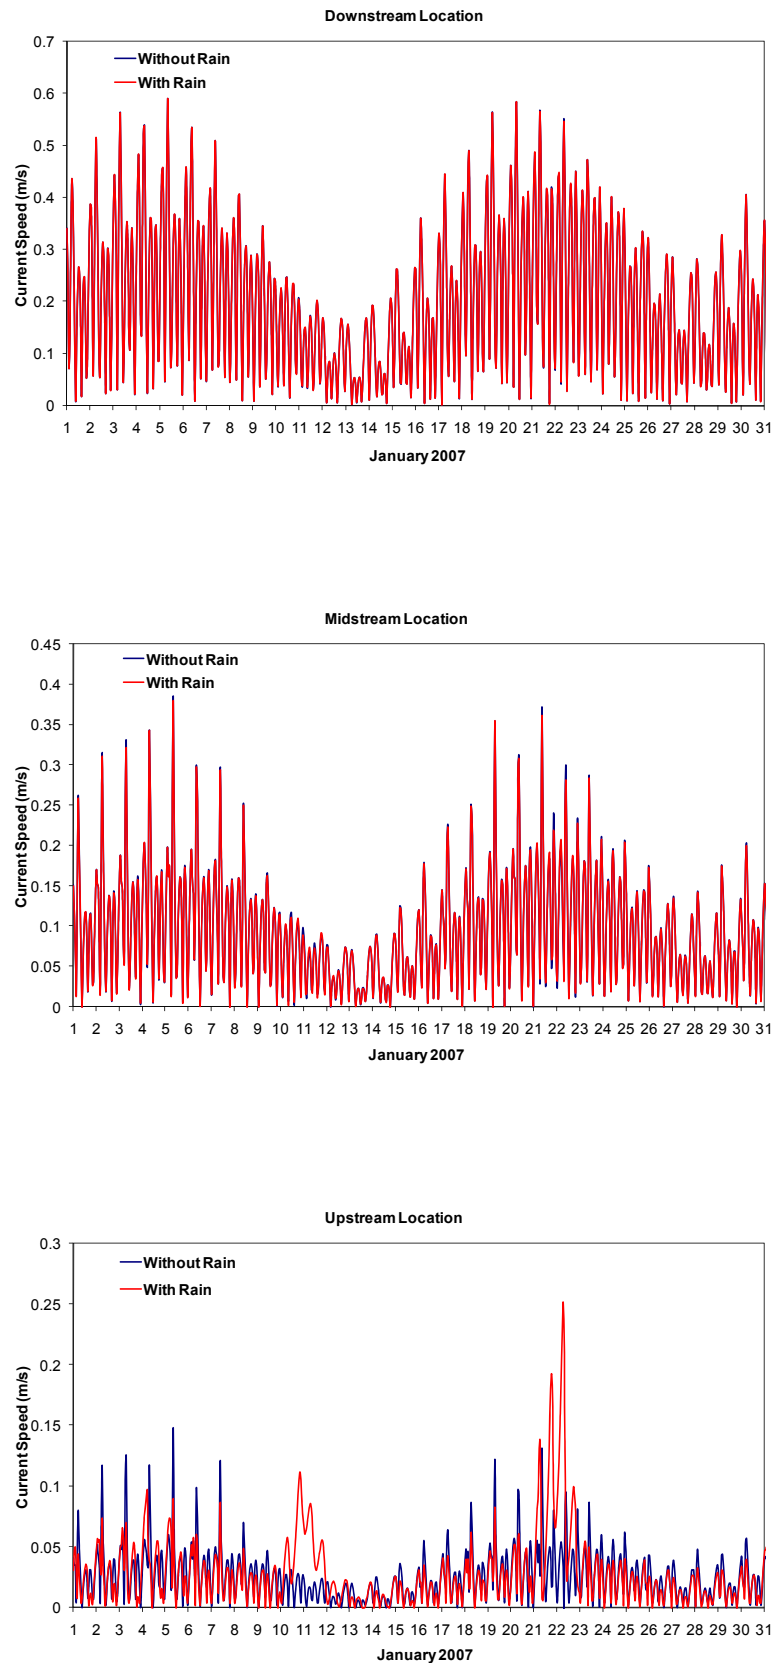 Downstream Location
Without Rain
With Rain
Current Speed (m/s)
0.7
0.6
0.5
0.4
0.3
0.2
0.1
0
1 2 3 4 5 6 7 8 9 10 11 12 13 14 15 16 17 18 19 20 21 22 23 24 25 26 27 28 29 30 31
January 2007
Midstream Location
Without Rain
With Rain
Current Speed (m/s)
0.45
0.4
0.35
0.3
0.25
0.2
0.15
0.1
0.05
0
1 2 3 4 5 6 7 8 9 10 11 12 13 14 15 16 17 18 19 20 21 22 23 24 25 26 27 28 29 30 31
January 2007
Upstream Location
Without Rain
With Rain
Current Speed (m/s)
0.3
0.25
0.2
0.15
0.1
0.05
0
1 2 3 4 5 6 7 8 9 10 11 12 13 14 15 16 17 18 19 20 21 22 23 24 25 26 27 28 29 30 31
January 2007